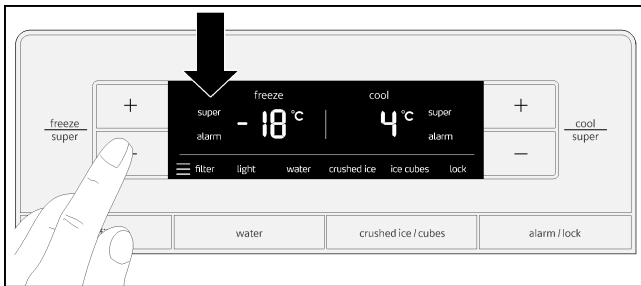 freeze
super
+
freeze cool
super - 18 °C 4 °C super
alarm alarm
filter light water crushed ice ice cubes lock
+
—
cool
super
water crushed ice / cubes alarm / lock